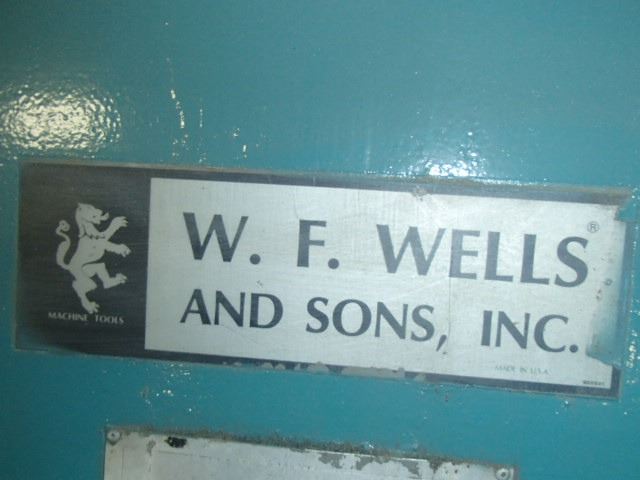 W. F. WELLS®
AND SONS, INC.
MACHINE TOOLS
MADE IN U.S.A.